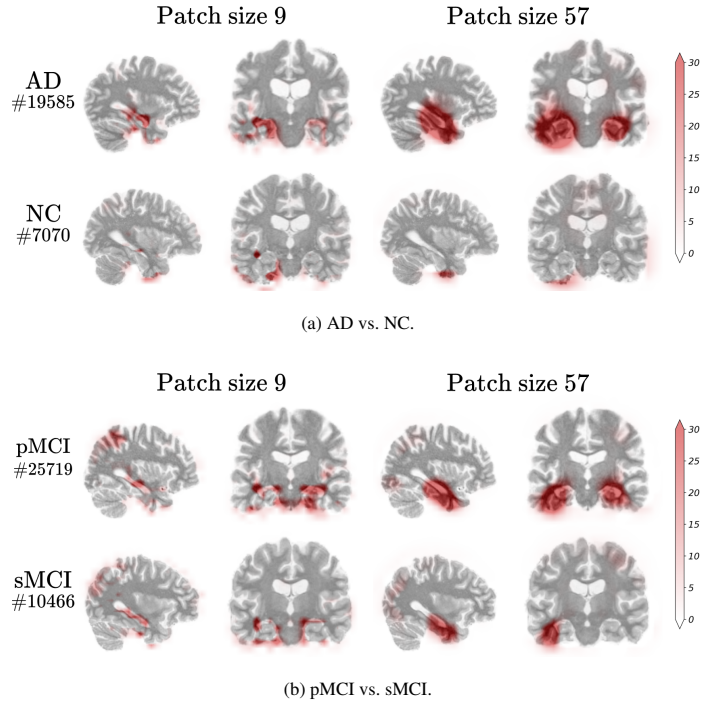 Patch size 9 Patch size 57
AD
#19585
NC
#7070
30
25
20
15
10
5
0
(a) AD vs. NC.
Patch size 9 Patch size 57
pMCI
#25719
sMCI
#10466
30
25
20
15
10
5
0
(b) pMCI vs. sMCI.